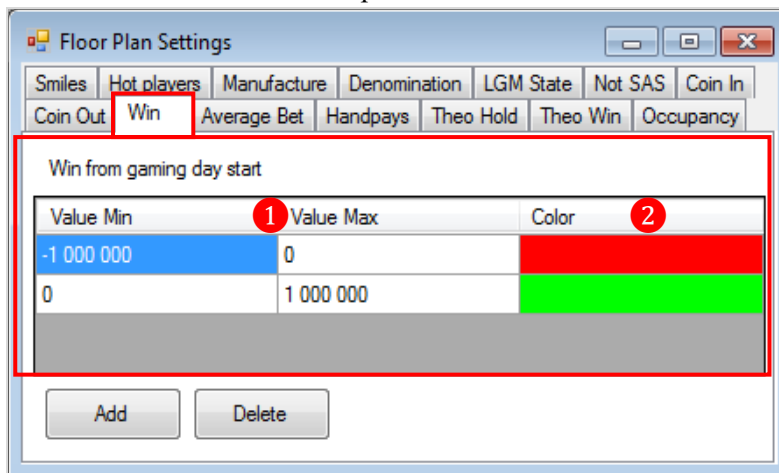 Floor Plan Settings
Smiles Hot players Manufacture Denomination LGM State Not SAS Coin In
Coin Out Win Average Bet Handpays Theo Hold Theo Win Occupancy
Win from gaming day start
Value Min 1 Value Max Color 2
-1 000 000 0
0 1 000 000
Add Delete